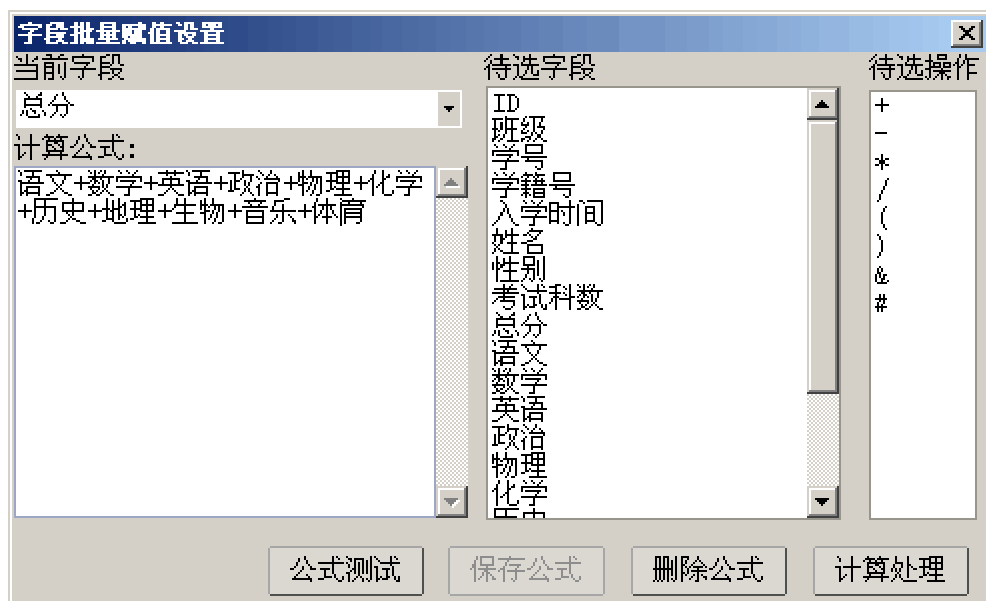 字段批量赋值设置
当前字段
总分
计算公式:
语文+数学+英语+政治+物理+化学
+历史+地理+生物+音乐+体育
待选字段
ID
班级
学号
学籍号
入学时间
姓名
性别
考试科数
总分
语文
数学
英语
政治
物理
化学
待选操作
+
-
*
/
(
)
&
#
公式测试
保存公式
删除公式
计算处理